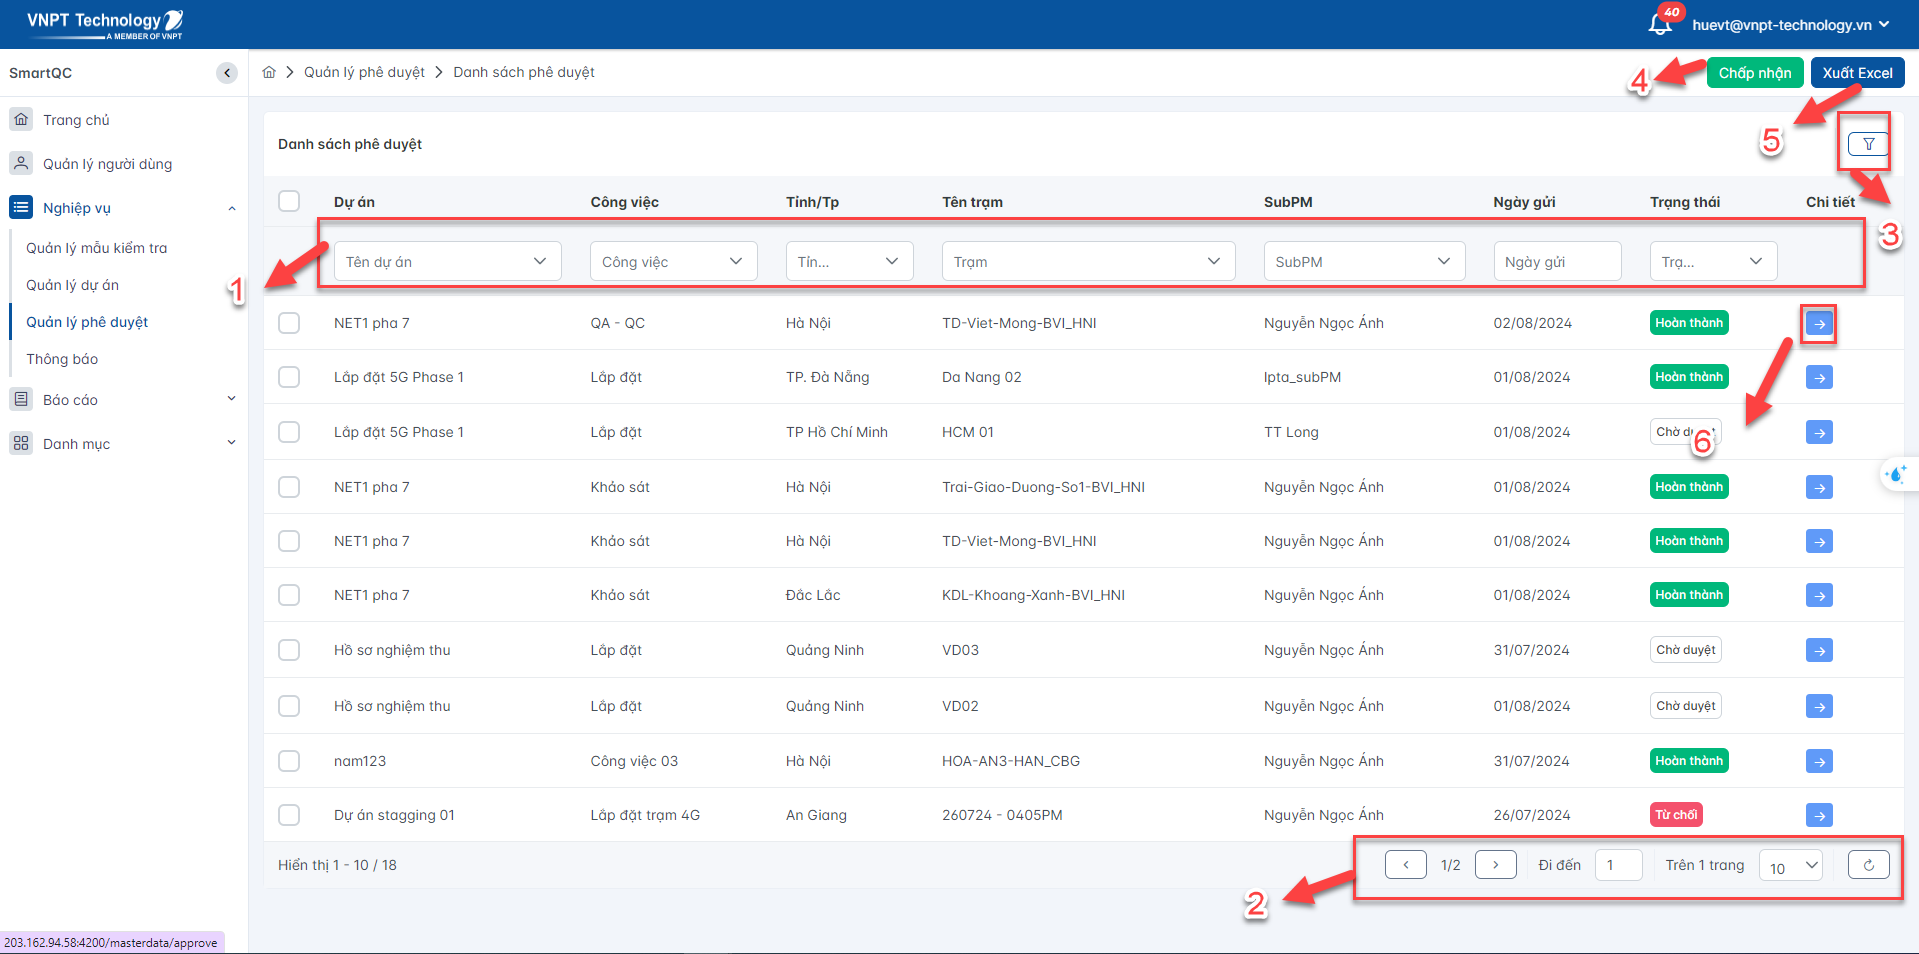 VNPT Technology
A MEMBER OF VNPT
40
huevt@vnpt-technology.vn
SmartQC
Quản lý phê duyệt
Danh sách phê duyệt
4
Chấp nhận
Xuất Excel
Trang chủ
Quản lý người dùng
Nghiệp vụ
Quản lý mẫu kiểm tra
Quản lý dự án
Quản lý phê duyệt
Thông báo
Báo cáo
Danh mục
Danh sách phê duyệt
5
3
Dự án Công việc Tỉnh/Tp Tên trạm SubPM Ngày gửi Trạng thái Chi tiết
1
Tên dự án Công việc Tỉn... Trạm SubPM Ngày gửi Trạ...
NET1 pha 7 QA - QC Hà Nội TD-Viet-Mong-BVI_HNI Nguyễn Ngọc Ánh 02/08/2024 Hoàn thành
Lắp đặt 5G Phase 1 Lắp đặt TP. Đà Nẵng Da Nang 02 lpta_subPM 01/08/2024 Hoàn thành
Lắp đặt 5G Phase 1 Lắp đặt TP Hồ Chí Minh HCM 01 TT Long 01/08/2024 Chờ
6
NET1 pha 7 Khảo sát Hà Nội Trai-Giao-Duong-So1-BVI_HNI Nguyễn Ngọc Ánh 01/08/2024 Hoàn thành
NET1 pha 7 Khảo sát Hà Nội TD-Viet-Mong-BVI_HNI Nguyễn Ngọc Ánh 01/08/2024 Hoàn thành
NET1 pha 7 Khảo sát Đắc Lắc KDL-Khoang-Xanh-BVI_HNI Nguyễn Ngọc Ánh 01/08/2024 Hoàn thành
Hồ sơ nghiệm thu Lắp đặt Quảng Ninh VD03 Nguyễn Ngọc Ánh 31/07/2024 Chờ duyệt
Hồ sơ nghiệm thu Lắp đặt Quảng Ninh VD02 Nguyễn Ngọc Ánh 01/08/2024 Chờ duyệt
nam123 Công việc 03 Hà Nội HOA-AN3-HAN_CBG Nguyễn Ngọc Ánh 31/07/2024 Hoàn thành
Dự án stagging 01 Lắp đặt trạm 4G An Giang 260724 - 0405PM Nguyễn Ngọc Ánh 26/07/2024 Từ chối
Hiển thị 1 - 10 / 18
1/2 Đi đến 1 Trên 1 trang 10
2
203.162.94.58:4200/masterdata/approve